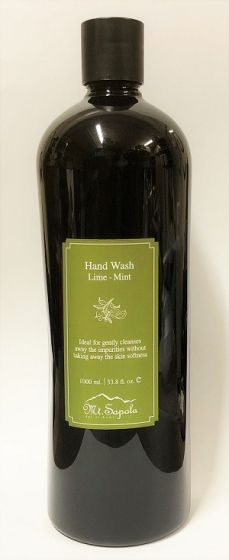 Hand Wash
Lime - Mint
Ideal for gently cleanses
away the impurities without
taking away the skin softness
1000 ml. | 33.8 fl. oz. C
Mt. Sapola